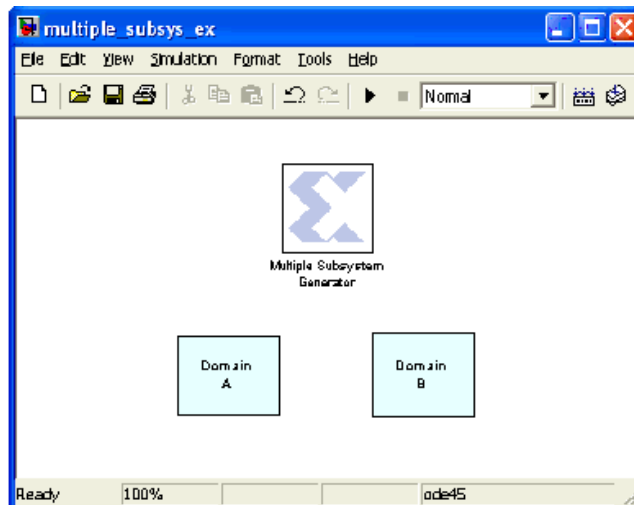 multiple_subsys_ex
File Edit View Simulation Format Tools Help
Normal
Multiple Subsystem
Generator
Domain
A
Domain
B
Ready 100% ode45